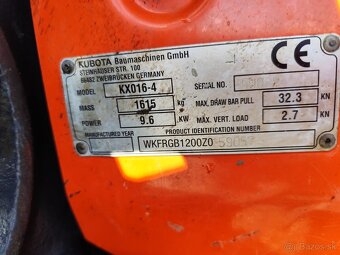 KUBOTA Baumaschinen GmbH
STEINHAUSER STR. 100
66482 ZWEIBRÜCKEN GERMANY
CE
MODEL KX016-4 SERIAL NO.
MASS 1615 kg MAX. DRAW BAR PULL 32.3 KN
POWER 9.6 KW MAX. VERT. LOAD 2.7 KN
MANUFACTURED YEAR PRODUCT IDENTIFICATION NUMBER
WKFRGB1200Z0
bazos.sk